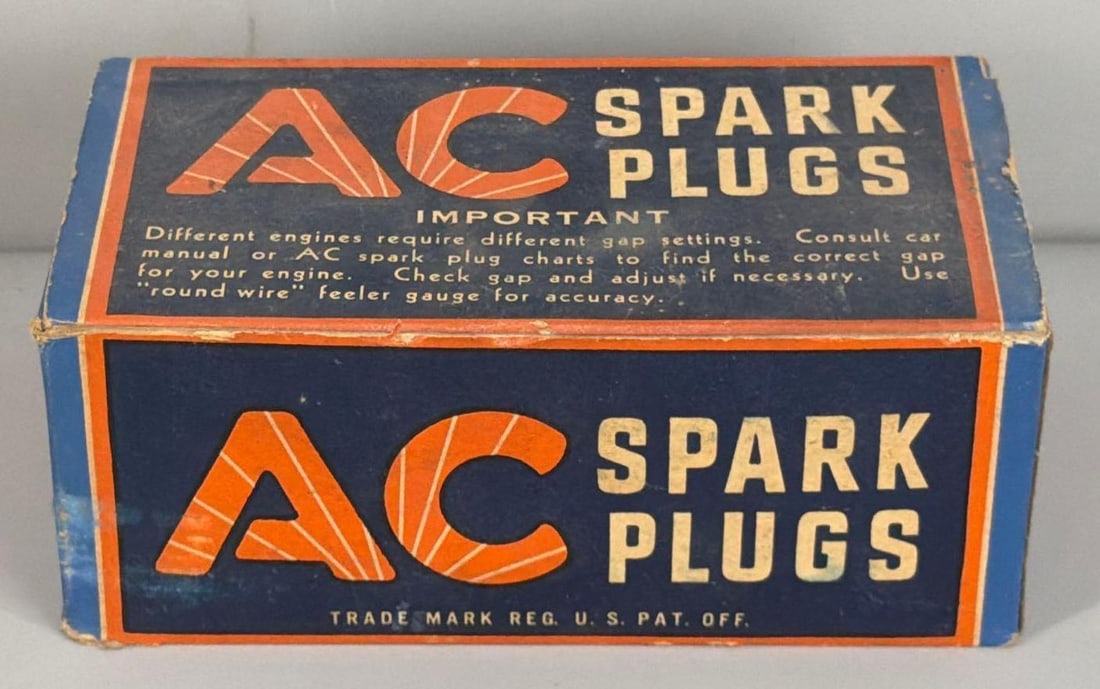 AC SPARK
PLUGS
IMPORTANT
Different engines require different gap settings. Consult car
manual or AC spark plug charts to find the correct gap
for your engine. Check gap and adjust if necessary. Use
"round wire" feeler gauge for accuracy.
AC SPARK
PLUGS
TRADE MARK REG. U. S. PAT. OFF.